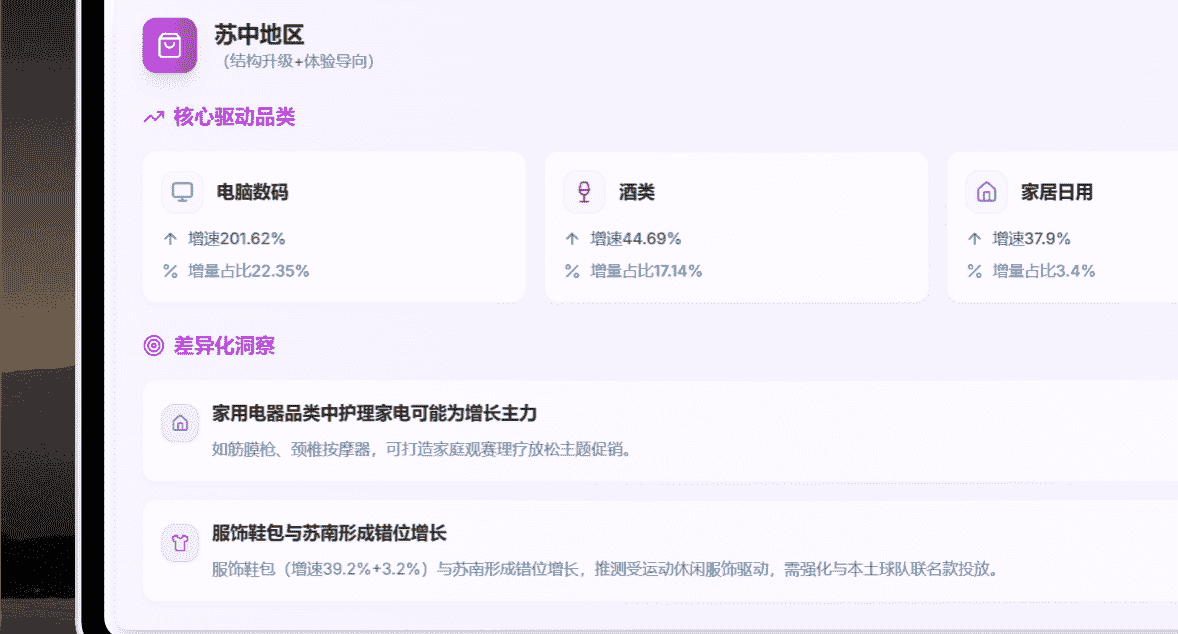 苏中地区
（结构升级+体验导向）
核心驱动品类
电脑数码
增速201.62%
% 增量占比22.35%
酒类
增速44.69%
% 增量占比17.14%
家居日用
增速37.9%
% 增量占比3.4%
差异化洞察
家用电器品类中护理家电可能为增长主力
如筋膜枪、颈椎按摩器，可打造家庭观赛理疗放松主题促销。
服饰鞋包与苏南形成错位增长
服饰鞋包（增速39.2%+3.2%）与苏南形成错位增长，推测受运动休闲服饰驱动，需强化与本土球队联名款投放。